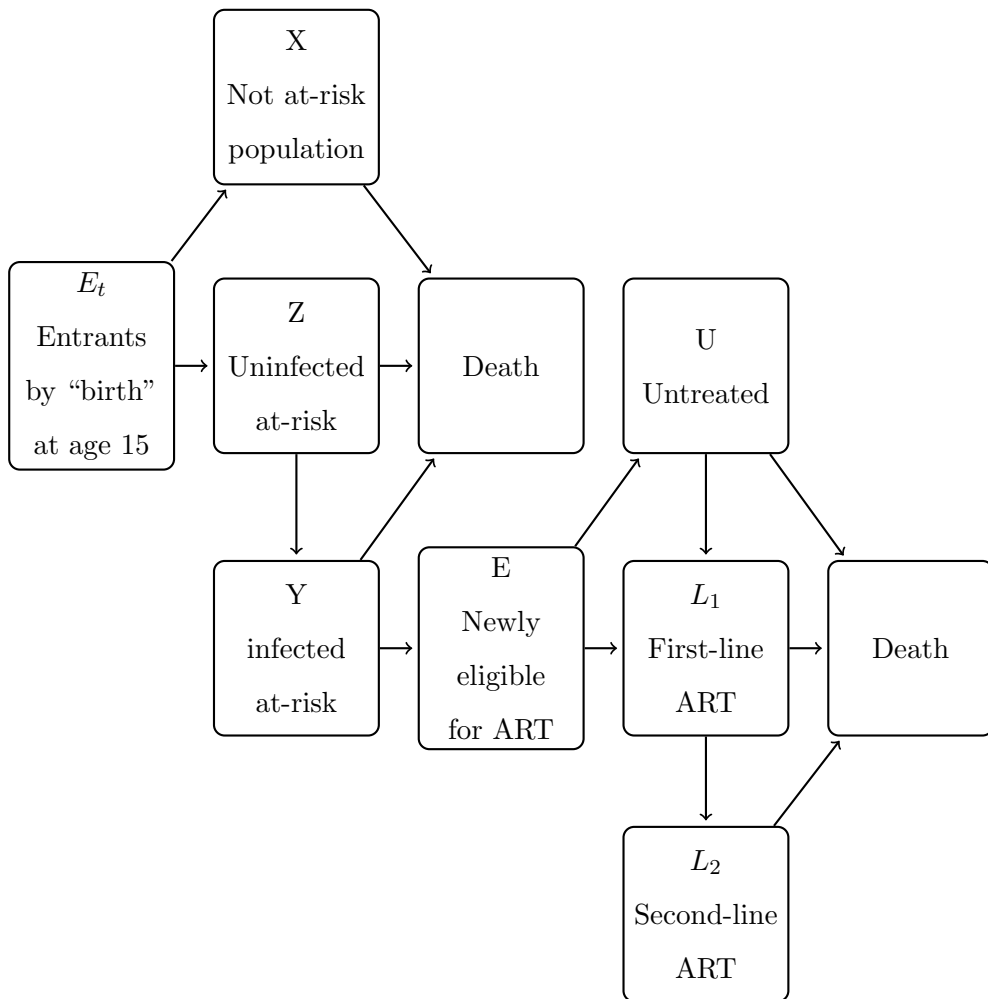 X
Not at-risk
population
E_t
Entrants
by “birth”
at age 15
Z
Uninfected
at-risk
Death
U
Untreated
Y
infected
at-risk
E
Newly
eligible
for ART
L_1
First-line
ART
Death
L_2
Second-line
ART